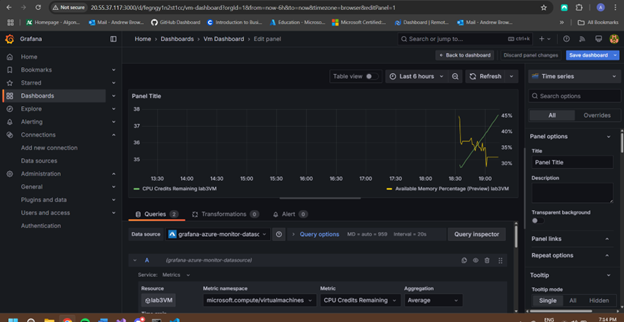 Grafana
Not secure 20.55.37.117:3000/d/
/vm-dashboard?orgId=1&from=now-6h&to=now&timezone=browser&editPanel=1
Homepage - Algon...
Mail - Andrew Brow...
GitHub Dashboard
Introduction to busin...
Education - Microsof...
Microsoft Certified...
Dashboard | Remot...
Mail - Andrew Brow...
All Bookmarks
Grafana
Home > Dashboards > Vm Dashboard > Edit panel
Search or jump to...
ctrl+k
Back to dashboard
Discard panel changes
Save dashboard
Home
Bookmarks
Starred
Dashboards
Explore
Alerting
Connections
Add new connection
Data sources
Administration
General
Plugins and data
Users and access
Authentication
Table view
Last 6 hours
Refresh
Panel Title
38
37
36
35
45%
40%
35%
30%
13:30 14:00 14:30 15:00 15:30 16:00 16:30 17:00 17:30 18:00 18:30 19:00
CPU Credits Remaining lab3VM
Available Memory Percentage (Preview) lab3VM
Queries 2
Transformations 0
Alert 0
Data source
grafana-azure-monitor-datasc
Query options
MD = auto = 959
Interval = 20s
Query inspector
A
(grafana-azure-monitor-datasource)
Service: Metrics
Resource
Metric namespace
Metric
Aggregation
lab3VM
microsoft.compute/virtualmachines
CPU Credits Remaining
Average
Time series
Search options
All
Overrides
Panel options
Title
Panel Title
Description
Transparent background
Panel links
Repeat options
Tooltip
Tooltip mode
Single
All
Hidden
ENG
7:14 PM